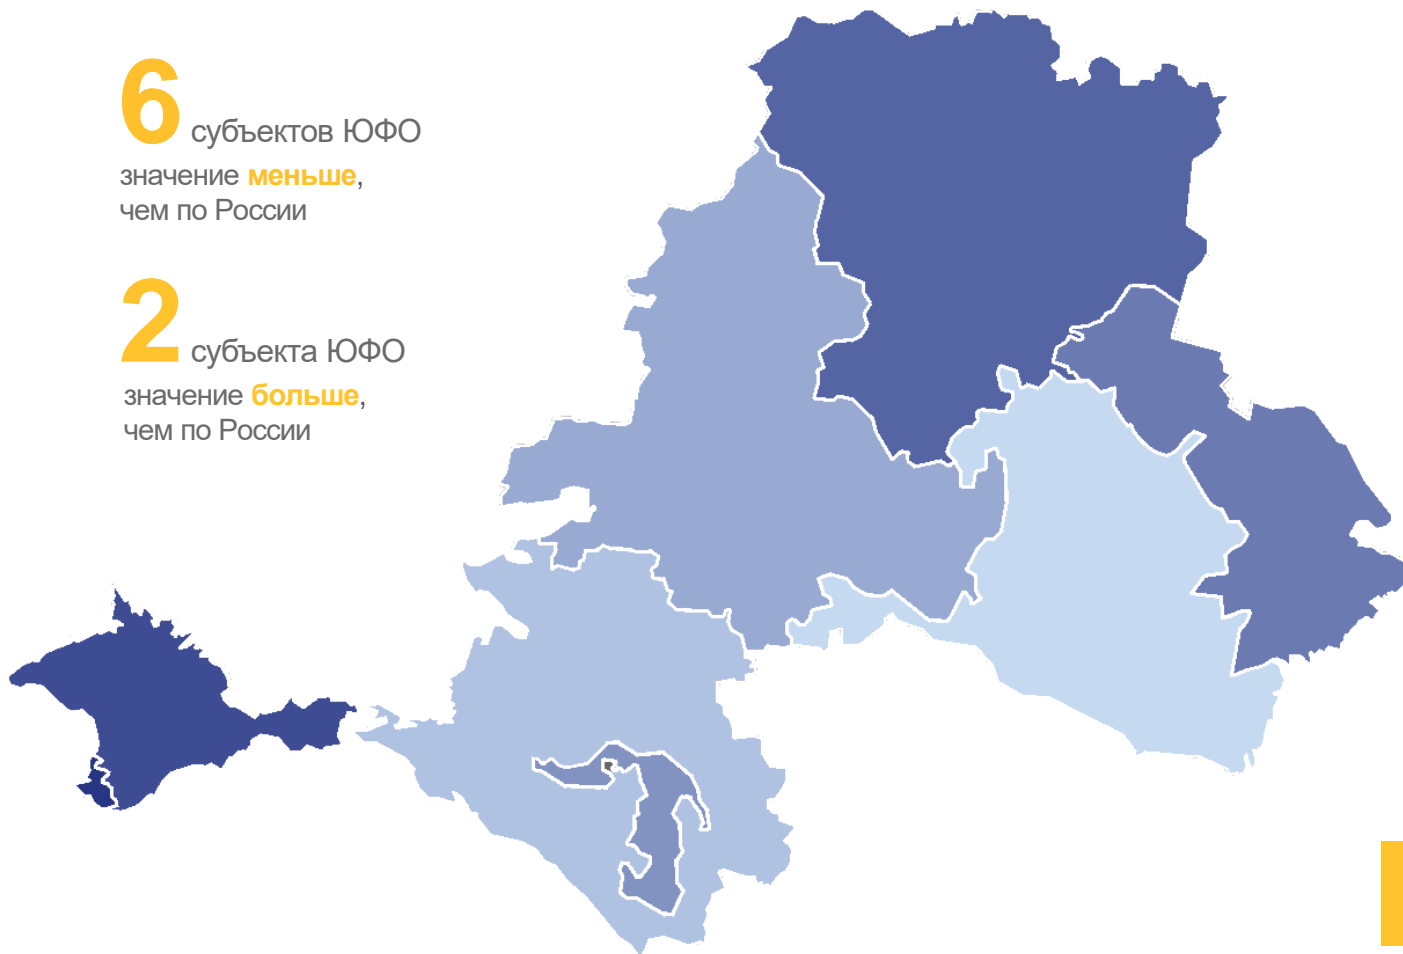 6 субъектов ЮФО
значение меньше,
чем по России
2 субъекта ЮФО
значение больше,
чем по России